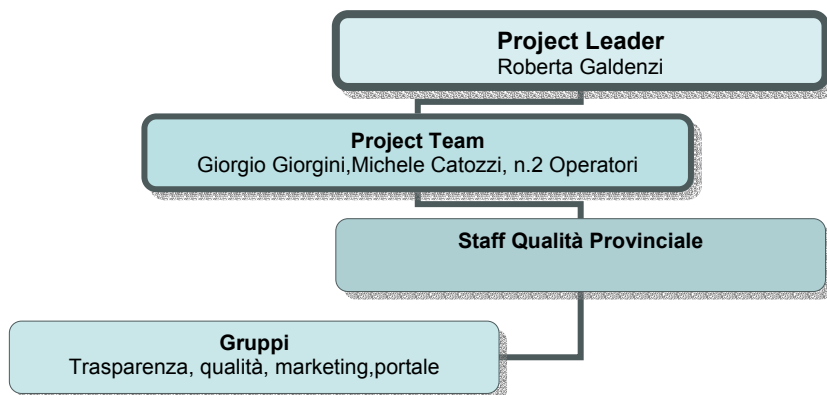 Project Leader
Roberta Galdenzi
Project Team
Giorgio Giorgini,Michele Catozzi, n.2 Operatori
Staff Qualità Provinciale
Gruppi
Trasparenza, qualità, marketing,portale